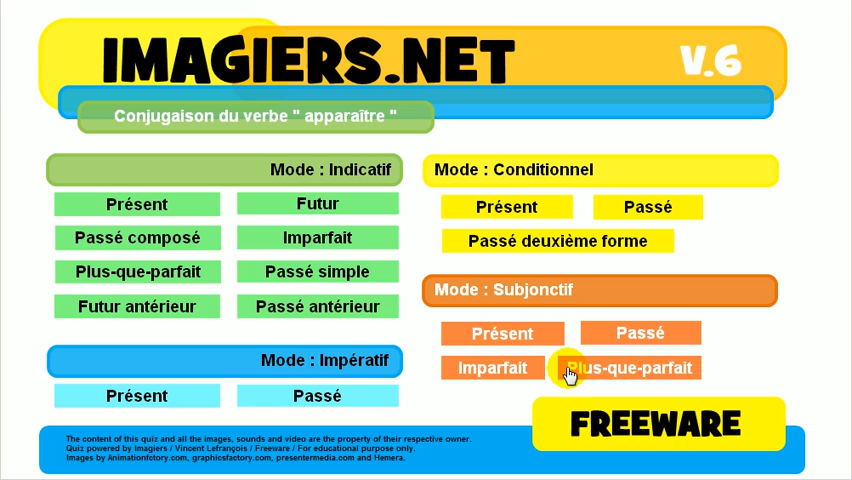 IMAGIERS.NET
V.6
Conjugaison du verbe " apparaître "
Mode : Indicatif
Présent
Futur
Passé composé
Imparfait
Plus-que-parfait
Passé simple
Futur antérieur
Passé antérieur
Mode : Impératif
Présent
Passé
Mode : Conditionnel
Présent
Passé
Passé deuxième forme
Mode : Subjonctif
Présent
Passé
Imparfait
Plus-que-parfait
FREEWARE
The content of this quiz and all the images, sounds and video are the property of their respective owner.
Quiz powered by Imagiers / Vincent Lefrançois / Freeware / For educational purpose only.
Images by Animationfctory.com, graphicsfactory.com, presentermedia.com and Hemera.